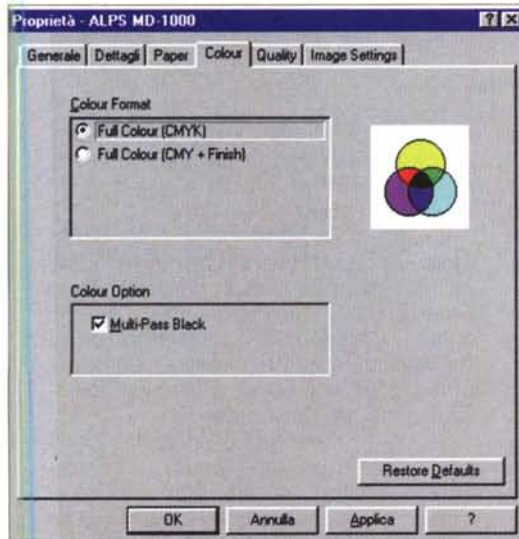 Proprietà - ALPS MD-1000
Generale Dettagli Paper Colour Quality Image Settings
Colour Format
Full Colour (CMYK)
Full Colour (CMY + Finish)
Colour Option
Multi-Pass Black
Restore Defaults
OK Annulla Applica ?